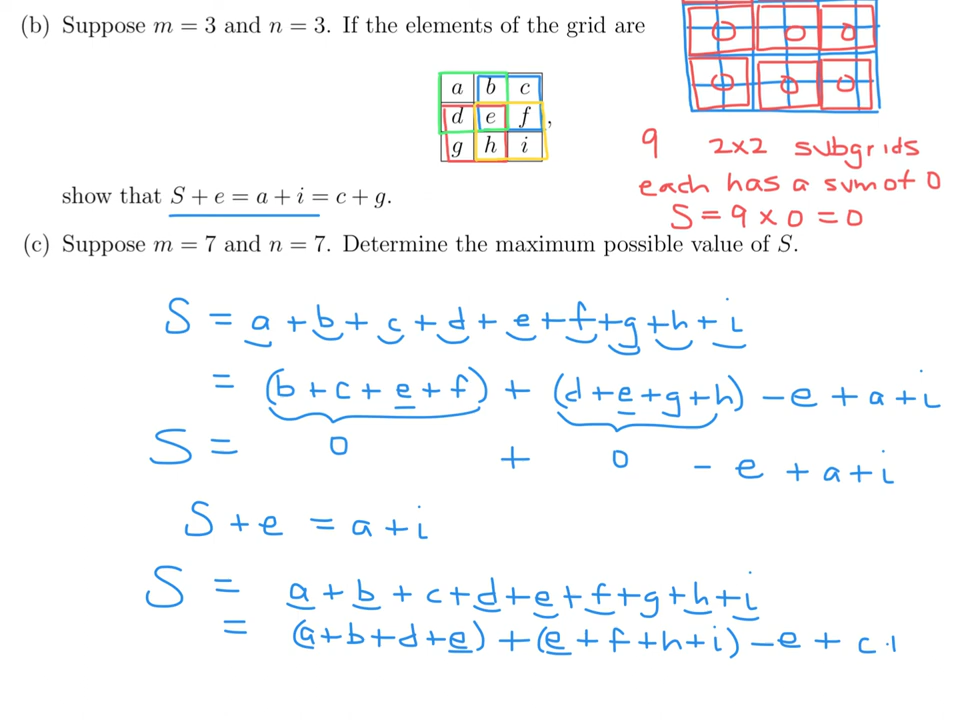 (b) Suppose m = 3 and n = 3. If the elements of the grid are
0 0 0
0 0 0
a b c
d e f ,
g h i
9 2×2 subgrids
each has a sum of 0
S = 9 × 0 = 0
show that S + e = a + i = c + g.
(c) Suppose m = 7 and n = 7. Determine the maximum possible value of S.
S = a + b + c + d + e + f + g + h + i
= (b + c + e + f) + (d + e + g + h) - e + a + i
S = 0 + 0 - e + a + i
S + e = a + i
S = a + b + c + d + e + f + g + h + i
= (a + b + d + e) + (e + f + h + i) - e + c